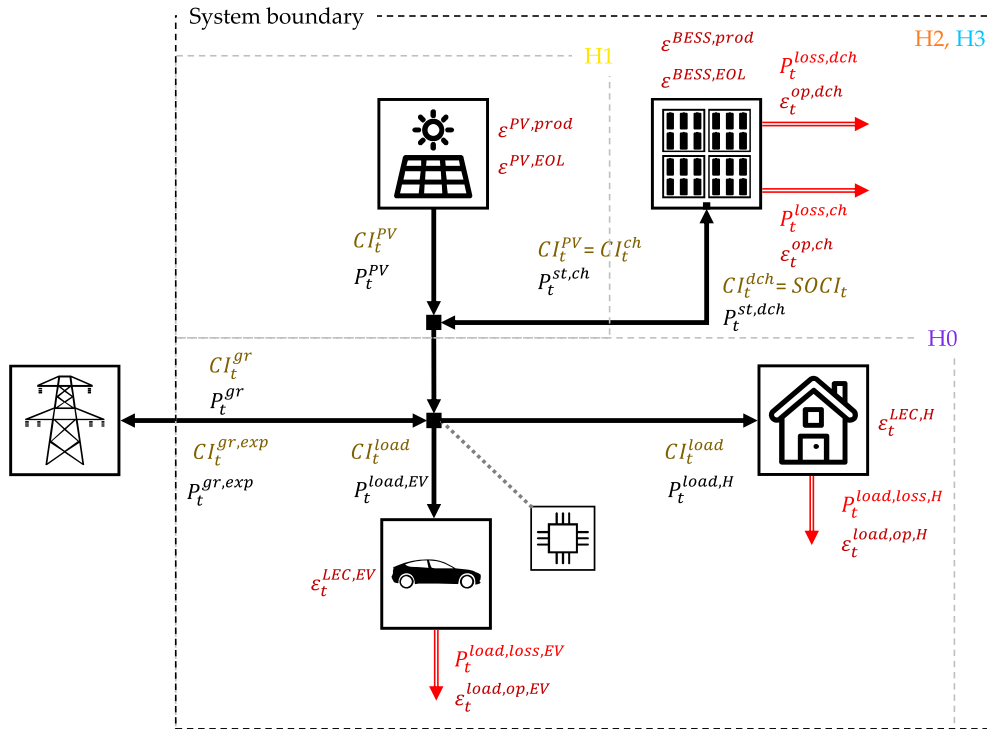 System boundary
H2, H3
H1
ε^{BESS,prod}
ε^{BESS,EOL}
P_t^{loss,dch}
ε_t^{op,dch}
ε^{PV,prod}
ε^{PV,EOL}
P_t^{loss,ch}
ε_t^{op,ch}
CI_t^{PV}
P_t^{PV}
CI_t^{PV} = CI_t^{ch}
P_t^{st,ch}
CI_t^{dch} = SOCI_t
P_t^{st,dch}
H0
CI_t^{gr}
P_t^{gr}
CI_t^{gr,exp}
P_t^{gr,exp}
CI_t^{load}
P_t^{load,EV}
CI_t^{load}
P_t^{load,H}
ε_t^{LEC,H}
P_t^{load,loss,H}
ε_t^{load,op,H}
ε_t^{LEC,EV}
P_t^{load,loss,EV}
ε_t^{load,op,EV}